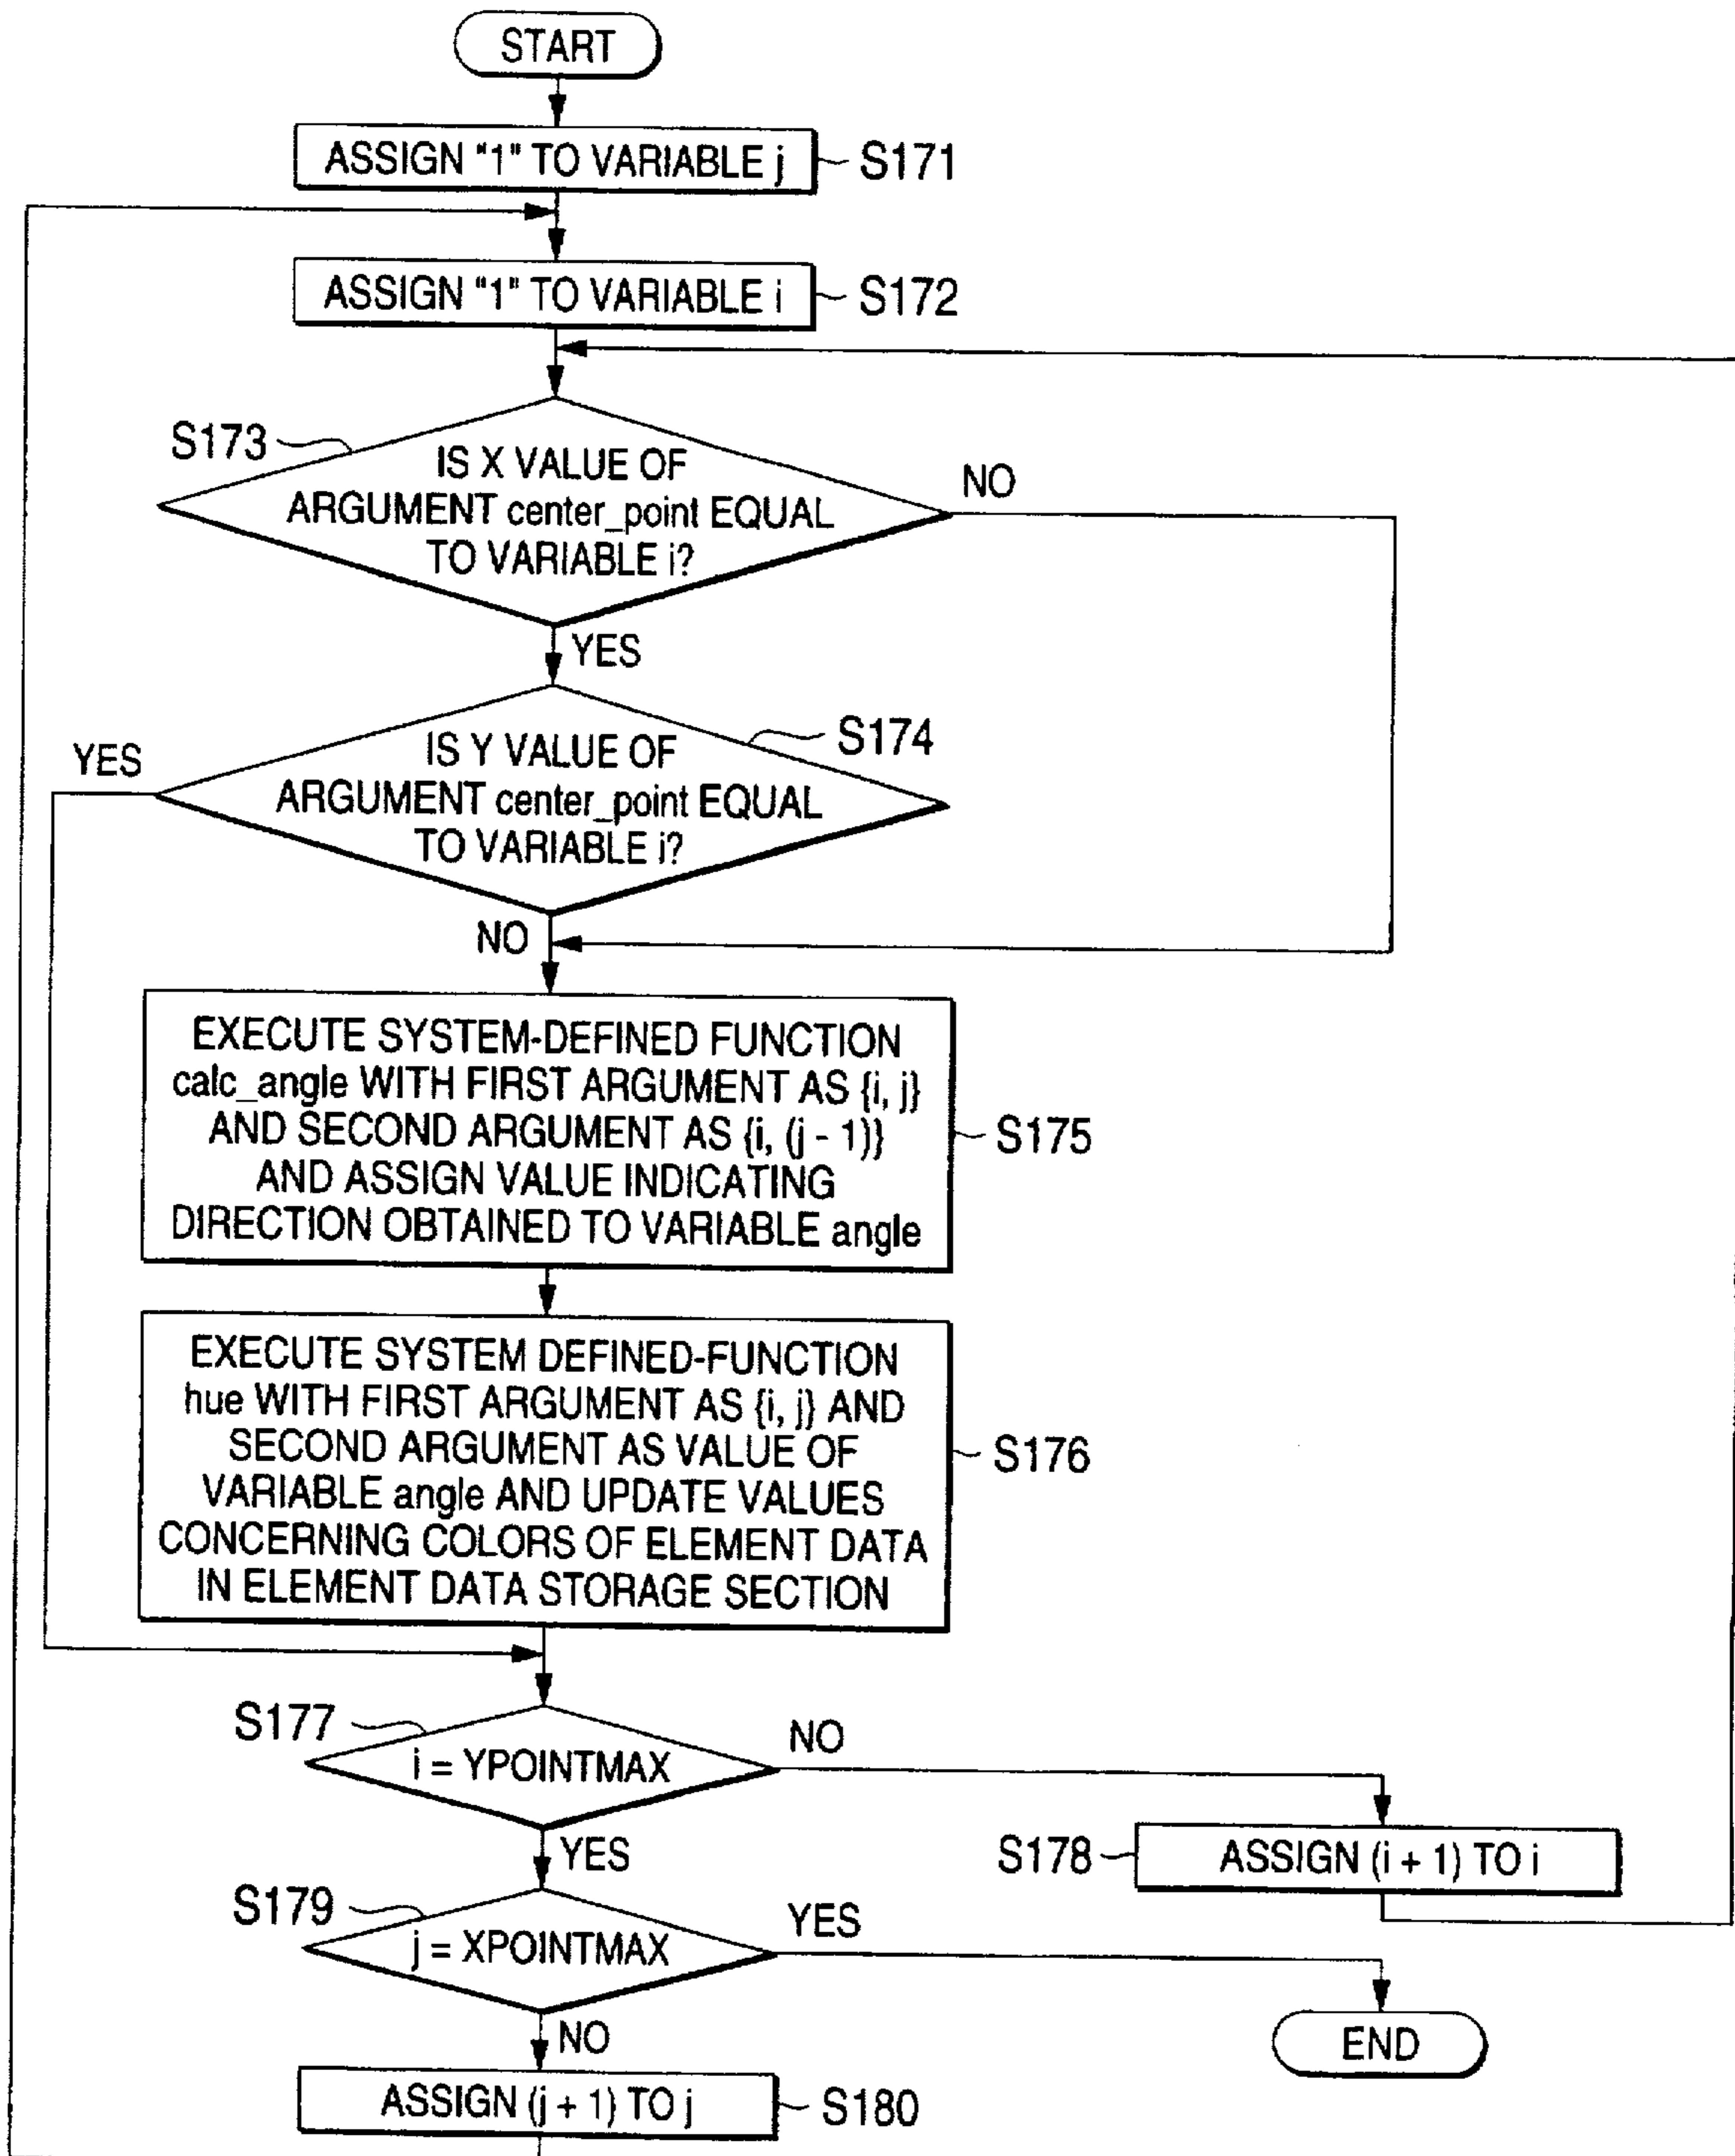 START
ASSIGN "1" TO VARIABLE j
S171
ASSIGN "1" TO VARIABLE i
S172
S173
IS X VALUE OF
ARGUMENT center_point EQUAL
TO VARIABLE i?
NO
YES
S174
IS Y VALUE OF
ARGUMENT center_point EQUAL
TO VARIABLE i?
YES
NO
EXECUTE SYSTEM-DEFINED FUNCTION
calc_angle WITH FIRST ARGUMENT AS {i, j}
AND SECOND ARGUMENT AS {i, (j - 1)}
AND ASSIGN VALUE INDICATING
DIRECTION OBTAINED TO VARIABLE angle
S175
EXECUTE SYSTEM DEFINED-FUNCTION
hue WITH FIRST ARGUMENT AS {i, j} AND
SECOND ARGUMENT AS VALUE OF
VARIABLE angle AND UPDATE VALUES
CONCERNING COLORS OF ELEMENT DATA
IN ELEMENT DATA STORAGE SECTION
S176
S177
i = YPOINTMAX
NO
YES
S178
ASSIGN (i + 1) TO i
S179
j = XPOINTMAX
YES
NO
END
ASSIGN (j + 1) TO j
S180